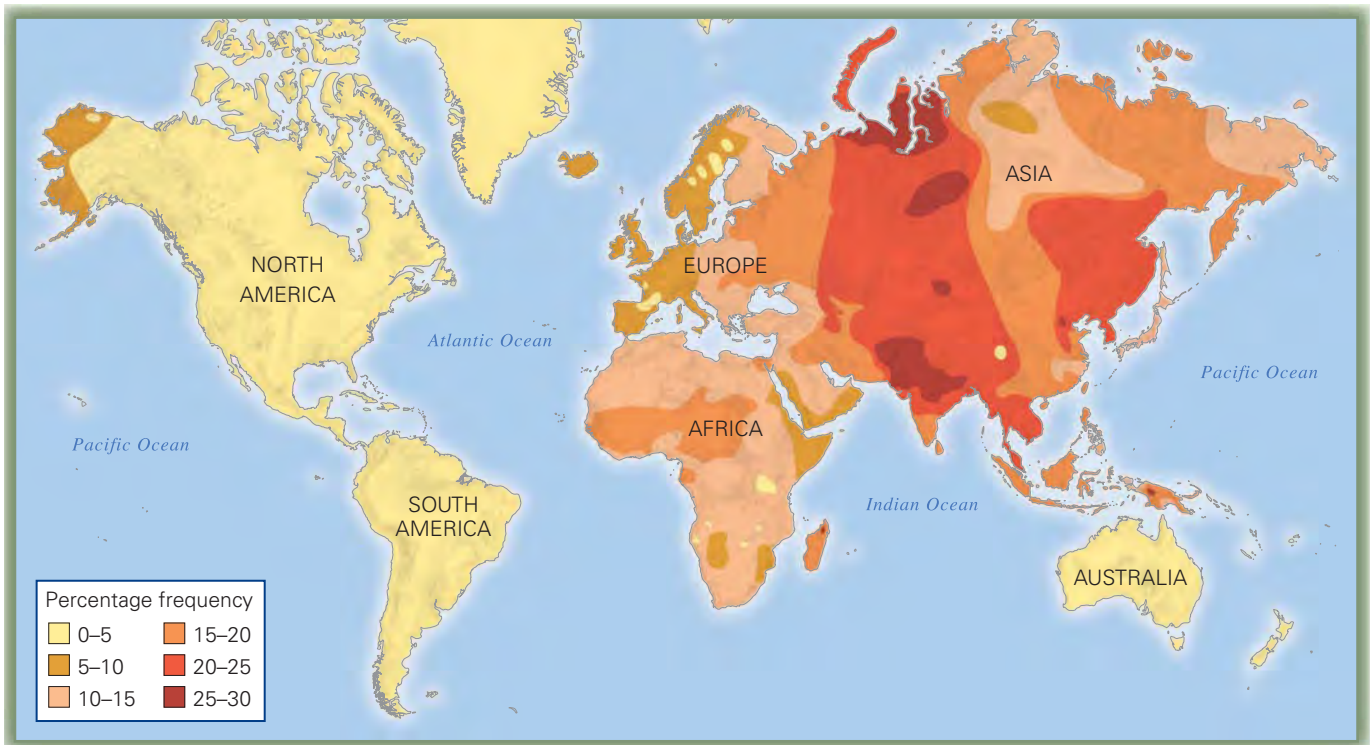 ASIA
EUROPE
NORTH
AMERICA
Atlantic Ocean
Pacific Ocean
AFRICA
Pacific Ocean
SOUTH
AMERICA
Indian Ocean
AUSTRALIA
Percentage frequency
0–5
15–20
5–10
20–25
10–15
25–30